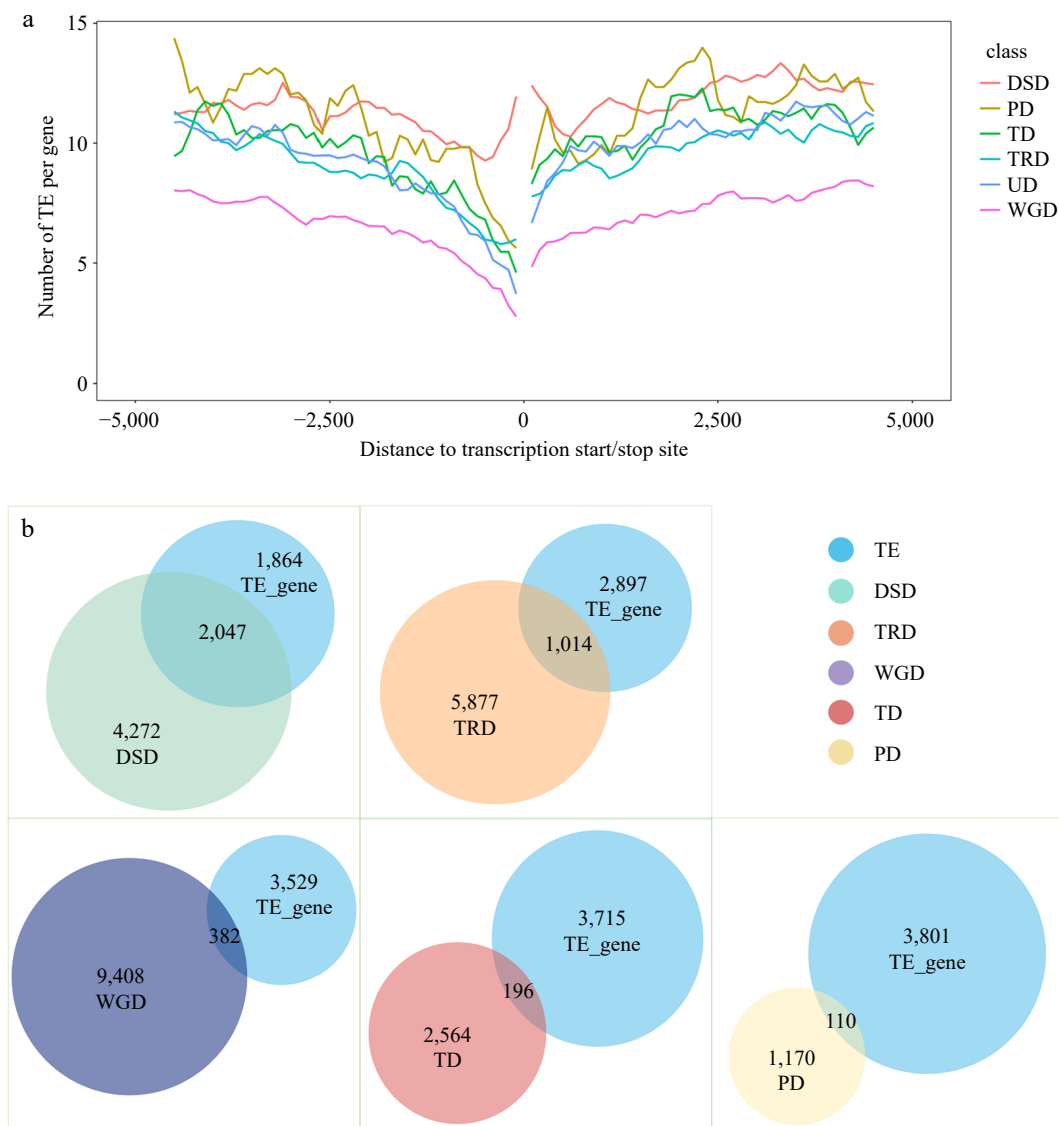 a
15
10
5
0
Number of TE per gene
−5,000
−2,500
0
2,500
5,000
Distance to transcription start/stop site
class
DSD
PD
TD
TRD
UD
WGD
b
1,864
TE_gene
2,047
4,272
DSD
2,897
TE_gene
1,014
5,877
TRD
TE
DSD
TRD
WGD
TD
PD
3,529
TE_gene
382
9,408
WGD
3,715
TE_gene
196
2,564
TD
3,801
TE_gene
110
1,170
PD